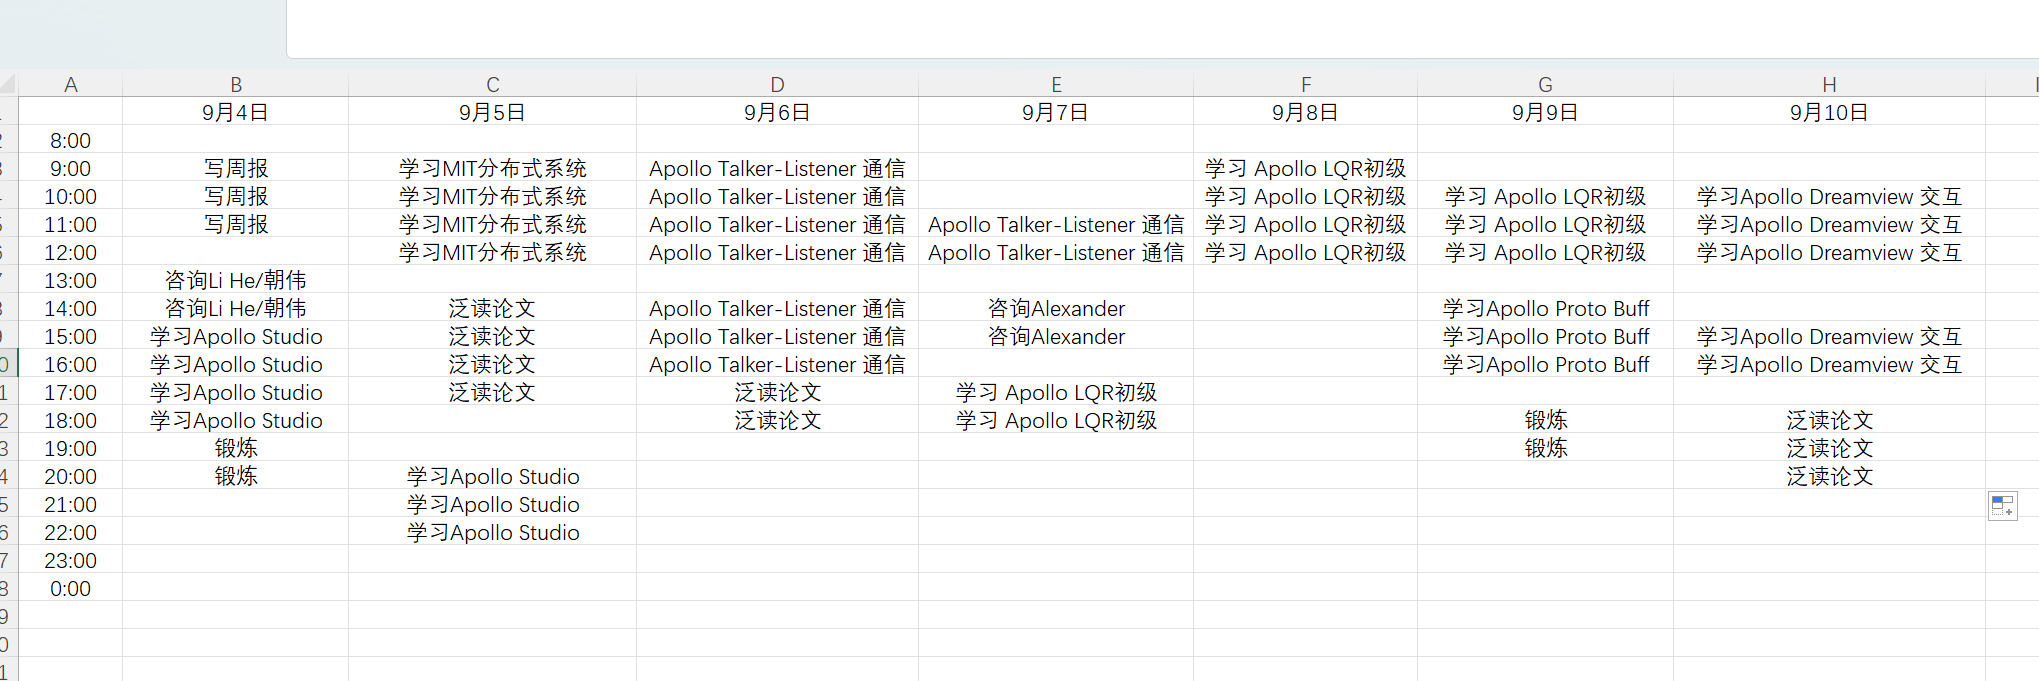 A B C D E F G H
9月4日 9月5日 9月6日 9月7日 9月8日 9月9日 9月10日
8:00
9:00 写周报 学习MIT分布式系统 Apollo Talker-Listener 通信 学习 Apollo LQR初级
10:00 写周报 学习MIT分布式系统 Apollo Talker-Listener 通信 学习 Apollo LQR初级 学习 Apollo LQR初级 学习Apollo Dreamview 交互
11:00 写周报 学习MIT分布式系统 Apollo Talker-Listener 通信 Apollo Talker-Listener 通信 学习 Apollo LQR初级 学习 Apollo LQR初级 学习Apollo Dreamview 交互
12:00 学习MIT分布式系统 Apollo Talker-Listener 通信 Apollo Talker-Listener 通信 学习 Apollo LQR初级 学习 Apollo LQR初级 学习Apollo Dreamview 交互
13:00 咨询Li He/朝伟
14:00 咨询Li He/朝伟 泛读论文 Apollo Talker-Listener 通信 咨询Alexander 学习Apollo Proto Buff
15:00 学习Apollo Studio 泛读论文 Apollo Talker-Listener 通信 咨询Alexander 学习Apollo Proto Buff 学习Apollo Dreamview 交互
16:00 学习Apollo Studio 泛读论文 Apollo Talker-Listener 通信 学习Apollo Proto Buff 学习Apollo Dreamview 交互
17:00 学习Apollo Studio 泛读论文 泛读论文 学习 Apollo LQR初级
18:00 学习Apollo Studio 泛读论文 学习 Apollo LQR初级 锻炼 泛读论文
19:00 锻炼 锻炼 泛读论文
20:00 锻炼 学习Apollo Studio 泛读论文
21:00 学习Apollo Studio
22:00 学习Apollo Studio
23:00
0:00